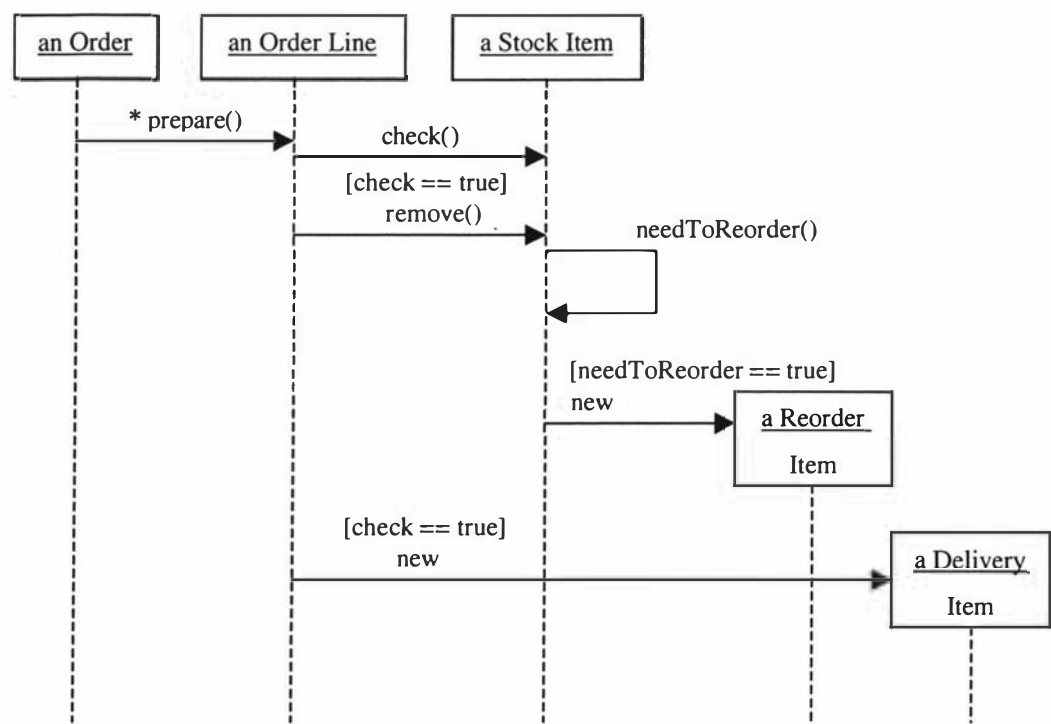 an Order
an Order Line
a Stock Item
* prepare()
check()
[check == true]
remove()
needToReorder()
[needToReorder == true]
new
a Reorder
Item
[check == true]
new
a Delivery
Item